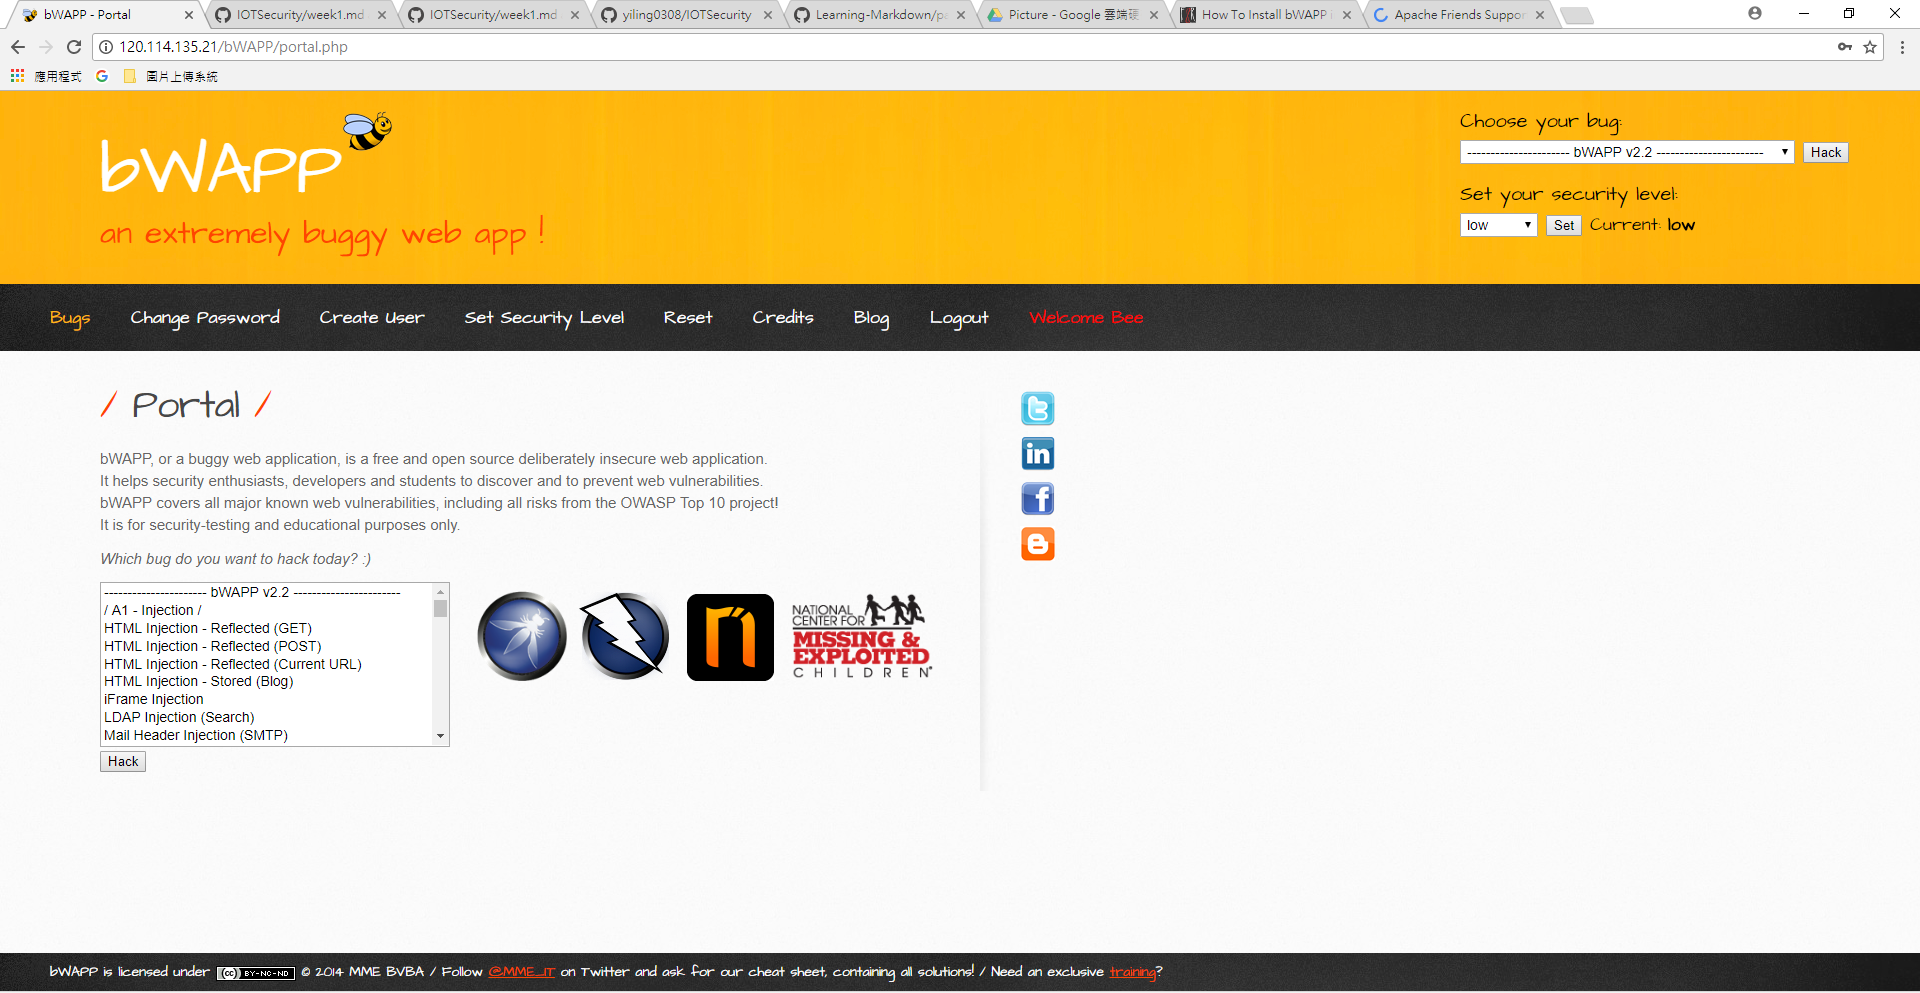 bWAPP - Portal
IOTSecurity/week1.md
IOTSecurity/week1.md
yiling0308/IOTSecurity
Learning-Markdown/
Picture - Google 雲端硬
How To Install bWAPP
Apache Friends Suppor
120.114.135.21/bWAPP/portal.php
應用程式
圖片上傳系統
bWAPP
an extremely buggy web app !
Choose your bug:
---------------------- bWAPP v2.2 -----------------------
Hack
Set your security level:
low
Set
Current: low
Bugs
Change Password
Create User
Set Security Level
Reset
Credits
Blog
Logout
Welcome Bee
/ Portal /
bWAPP, or a buggy web application, is a free and open source deliberately insecure web application.
It helps security enthusiasts, developers and students to discover and to prevent web vulnerabilities.
bWAPP covers all major known web vulnerabilities, including all risks from the OWASP Top 10 project!
It is for security-testing and educational purposes only.
Which bug do you want to hack today? :)
---------------------- bWAPP v2.2 -----------------------
/ A1 - Injection /
HTML Injection - Reflected (GET)
HTML Injection - Reflected (POST)
HTML Injection - Reflected (Current URL)
HTML Injection - Stored (Blog)
iFrame Injection
LDAP Injection (Search)
Mail Header Injection (SMTP)
Hack
NATIONAL
CENTER FOR
MISSING &
EXPLOITED
CHILDREN®
bWAPP is licensed under (cc) BY-NC-ND © 2014 MME BVBA / Follow @MME_IT on Twitter and ask for our cheat sheet, containing all solutions! / Need an exclusive training?